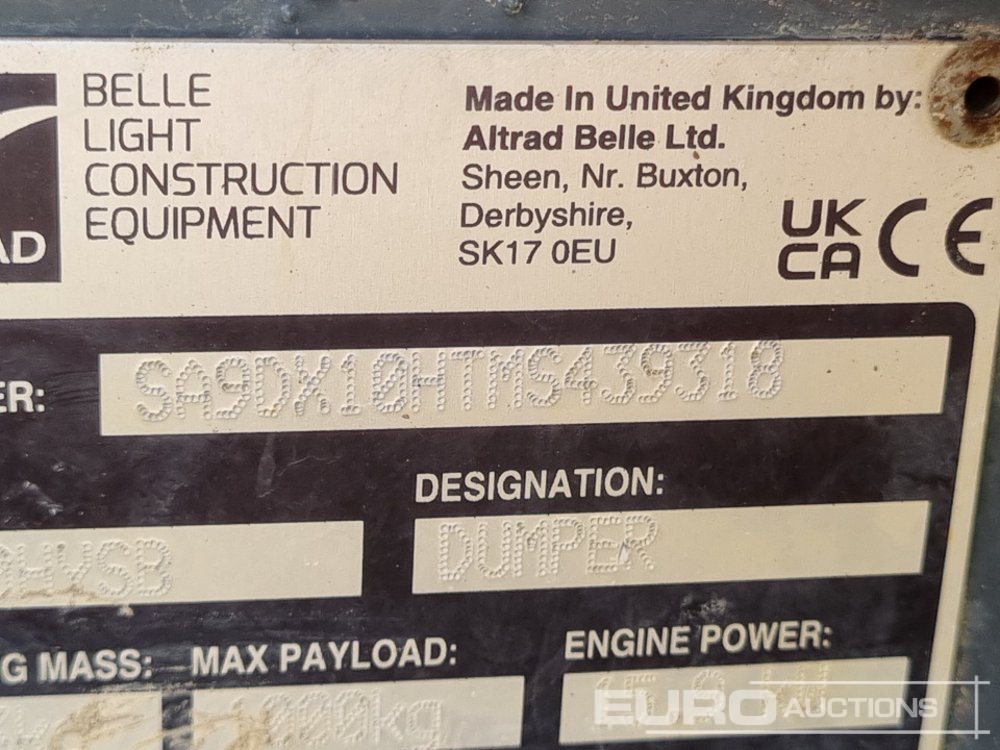 BELLE
LIGHT
CONSTRUCTION
EQUIPMENT
AD
Made In United Kingdom by:
Altrad Belle Ltd.
Sheen, Nr. Buxton,
Derbyshire,
SK17 0EU
UK
CA CE
ER: SA9DX10HTMS439318
DESIGNATION:
DUMPER
G MASS: MAX PAYLOAD: ENGINE POWER:
1000kg
EURO AUCTIONS